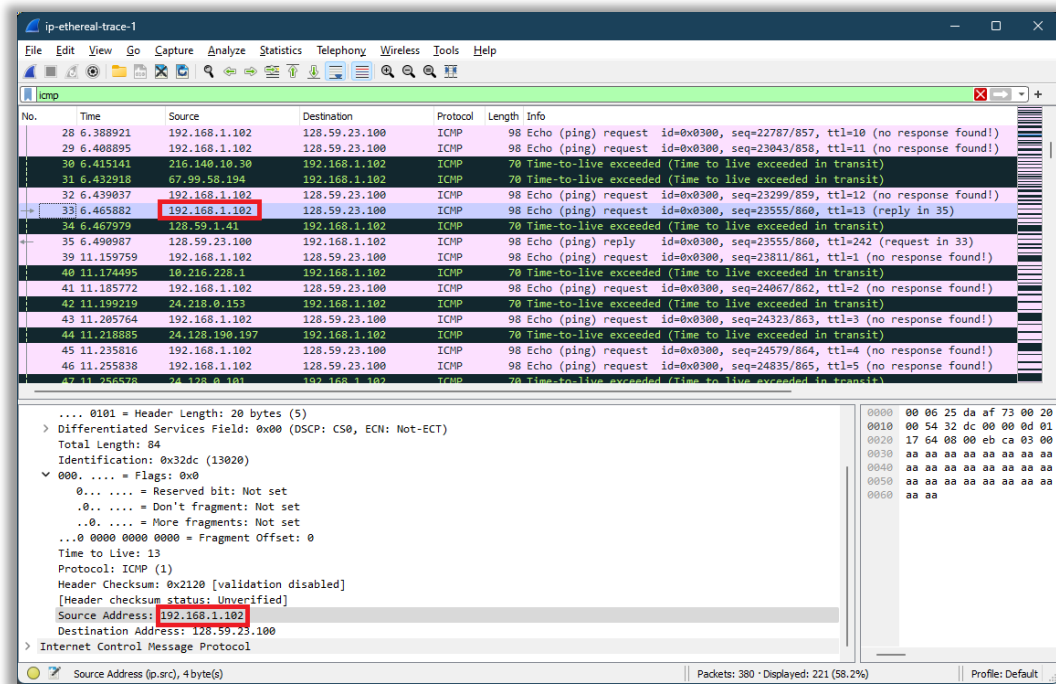 ip-ethereal-trace-1
File Edit View Go Capture Analyze Statistics Telephony Wireless Tools Help
icmp
No. Time Source Destination Protocol Length Info
28 6.388921 192.168.1.102 128.59.23.100 ICMP 98 Echo (ping) request id=0x0300, seq=22787/857, ttl=10 (no response found!)
29 6.408895 192.168.1.102 128.59.23.100 ICMP 98 Echo (ping) request id=0x0300, seq=23043/858, ttl=11 (no response found!)
30 6.415141 216.140.10.30 192.168.1.102 ICMP 70 Time-to-live exceeded (Time to live exceeded in transit)
31 6.432918 67.99.58.194 192.168.1.102 ICMP 70 Time-to-live exceeded (Time to live exceeded in transit)
32 6.439037 192.168.1.102 128.59.23.100 ICMP 98 Echo (ping) request id=0x0300, seq=23299/859, ttl=12 (no response found!)
33 6.465882 192.168.1.102 128.59.23.100 ICMP 98 Echo (ping) request id=0x0300, seq=23555/860, ttl=13 (reply in 35)
34 6.467979 128.59.1.41 192.168.1.102 ICMP 70 Time-to-live exceeded (Time to live exceeded in transit)
35 6.490987 128.59.23.100 192.168.1.102 ICMP 98 Echo (ping) reply id=0x0300, seq=23555/860, ttl=242 (request in 33)
39 11.159759 192.168.1.102 128.59.23.100 ICMP 98 Echo (ping) request id=0x0300, seq=23811/861, ttl=1 (no response found!)
40 11.174495 10.216.228.1 192.168.1.102 ICMP 70 Time-to-live exceeded (Time to live exceeded in transit)
41 11.185772 192.168.1.102 128.59.23.100 ICMP 98 Echo (ping) request id=0x0300, seq=24067/862, ttl=2 (no response found!)
42 11.199219 24.218.0.153 192.168.1.102 ICMP 70 Time-to-live exceeded (Time to live exceeded in transit)
43 11.205764 192.168.1.102 128.59.23.100 ICMP 98 Echo (ping) request id=0x0300, seq=24323/863, ttl=3 (no response found!)
44 11.218885 24.128.190.197 192.168.1.102 ICMP 70 Time-to-live exceeded (Time to live exceeded in transit)
45 11.235816 192.168.1.102 128.59.23.100 ICMP 98 Echo (ping) request id=0x0300, seq=24579/864, ttl=4 (no response found!)
46 11.255838 192.168.1.102 128.59.23.100 ICMP 98 Echo (ping) request id=0x0300, seq=24835/865, ttl=5 (no response found!)
47 11.256578 24.128.0.101 192.168.1.102 ICMP 70 Time-to-live exceeded (Time to live exceeded in transit)
.... 0101 = Header Length: 20 bytes (5)
Differentiated Services Field: 0x00 (DSCP: CS0, ECN: Not-ECT)
Total Length: 84
Identification: 0x32dc (13020)
000. .... = Flags: 0x0
0... .... = Reserved bit: Not set
.0.. .... = Don't fragment: Not set
..0. .... = More fragments: Not set
...0 0000 0000 0000 = Fragment Offset: 0
Time to Live: 13
Protocol: ICMP (1)
Header Checksum: 0x2120 [validation disabled]
[Header checksum status: Unverified]
Source Address: 192.168.1.102
Destination Address: 128.59.23.100
Internet Control Message Protocol
0000 00 06 25 da af 73 00 20
0010 00 54 32 dc 00 00 0d 01
0020 17 64 08 00 eb ca 03 00
0030 aa aa aa aa aa aa aa aa
0040 aa aa aa aa aa aa aa aa
0050 aa aa aa aa aa aa aa aa
0060 aa aa
Source Address (ip.src), 4 byte(s)
Packets: 380 · Displayed: 221 (58.2%)
Profile: Default